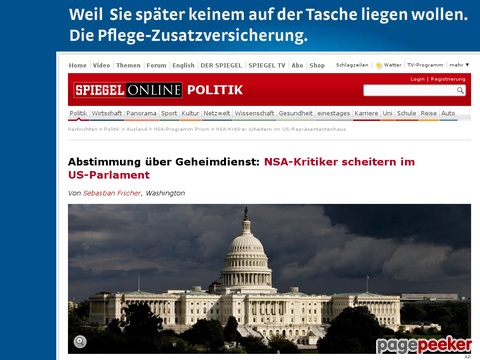 Weil Sie später keinem auf der Tasche liegen wollen.
Die Pflege-Zusatzversicherung.
Home Video Themen Forum English DER SPIEGEL SPIEGEL TV Abo Shop Schlagzeilen Wetter TV-Programm mehr ▼
Login | Registrierung
SPIEGEL ONLINE POLITIK
Politik Wirtschaft Panorama Sport Kultur Netzwelt Wissenschaft Gesundheit einestages Karriere Uni Schule Reise Auto
Nachrichten > Politik > Ausland > NSA-Programm Prism > NSA-Kritiker scheitern im US-Repräsentantenhaus
Abstimmung über Geheimdienst: NSA-Kritiker scheitern im
US-Parlament
Von Sebastian Fischer, Washington
pagepeeker
AP